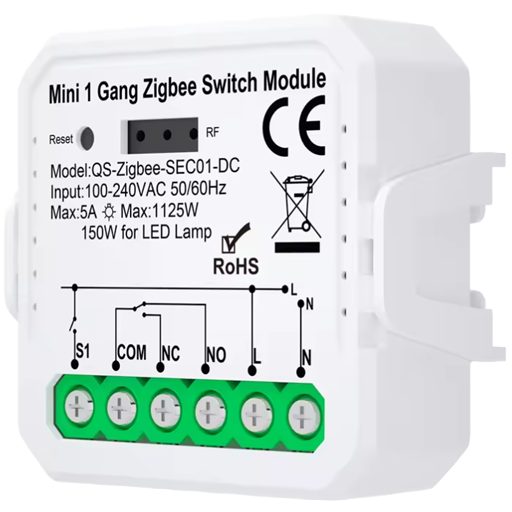 Mini 1 Gang Zigbee Switch Module
Reset
RF
CE
Model:QS-Zigbee-SEC01-DC
Input:100-240VAC 50/60Hz
Max:5A Max:1125W
150W for LED Lamp
RoHS
L
N
S1 COM NC NO L N